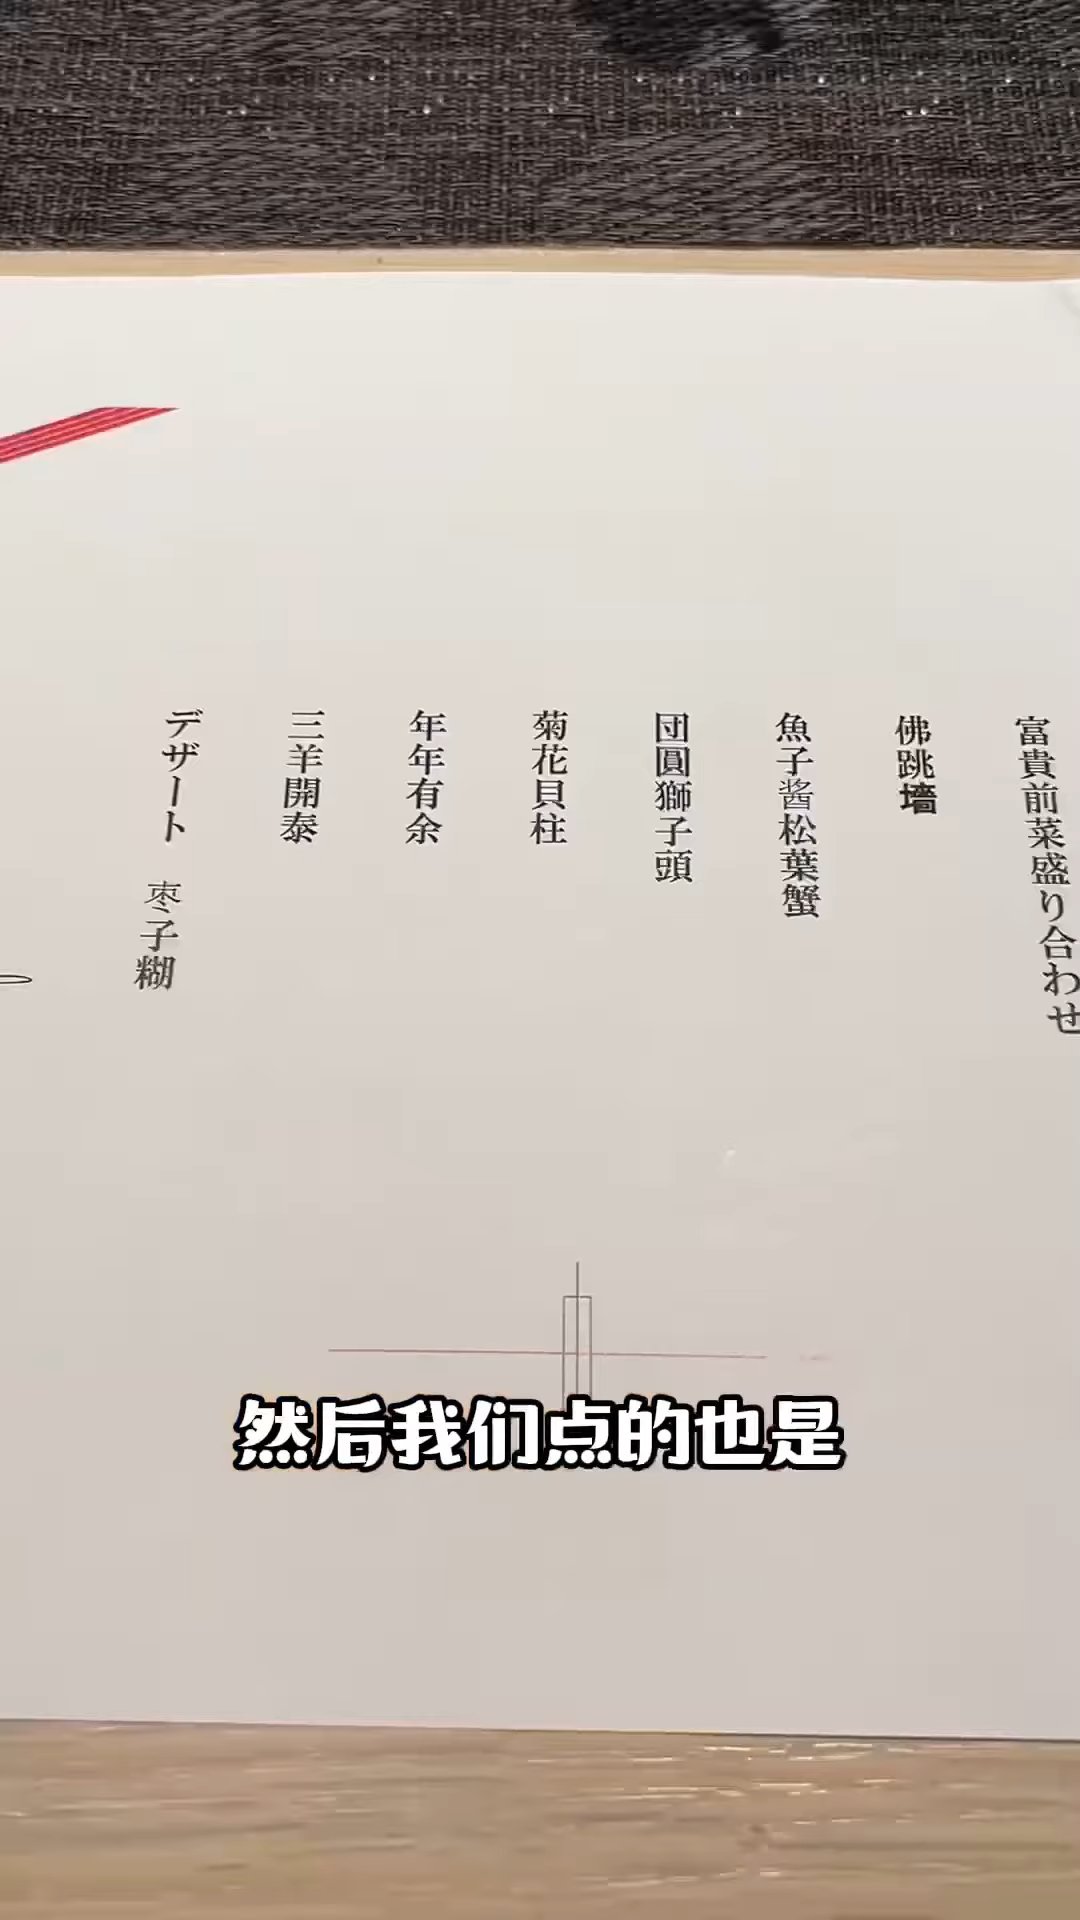 富貴前菜盛り合わせ
佛跳墻
魚子酱松葉蟹
団圓獅子頭
菊花貝柱
年年有余
三羊開泰
デザート 枣子糊
然后我们点的也是